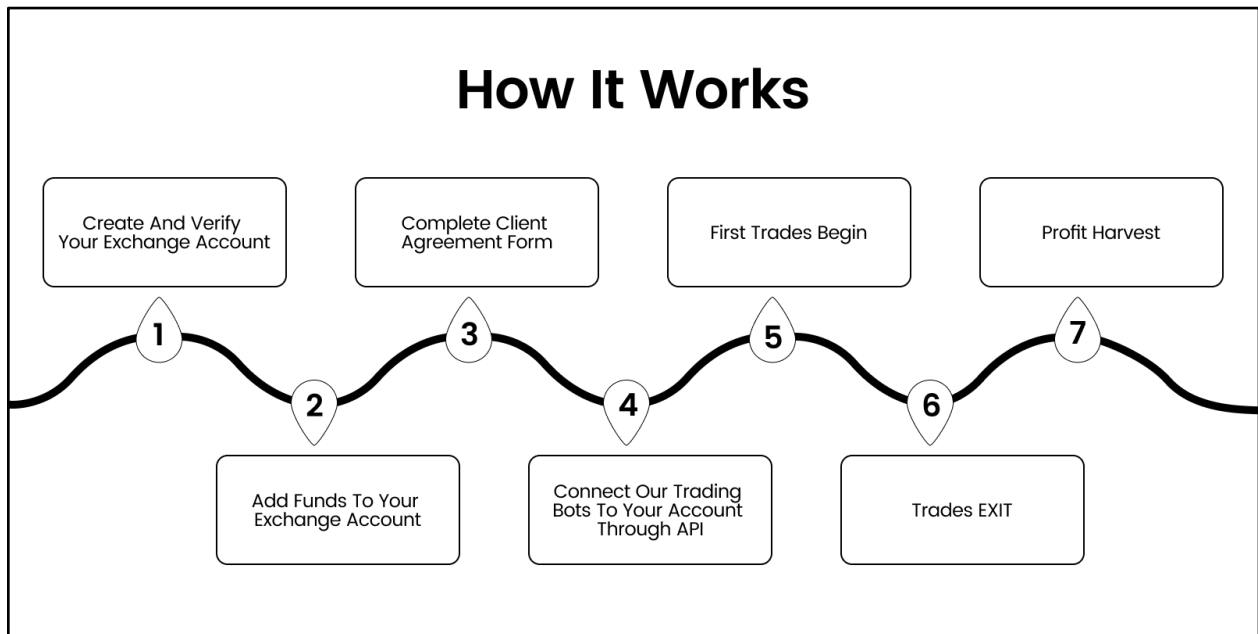 How It Works
Create And Verify
Your Exchange Account
1
2
Add Funds To Your
Exchange Account
Complete Client
Agreement Form
3
4
Connect Our Trading
Bots To Your Account
Through API
First Trades Begin
5
6
Trades EXIT
Profit Harvest
7